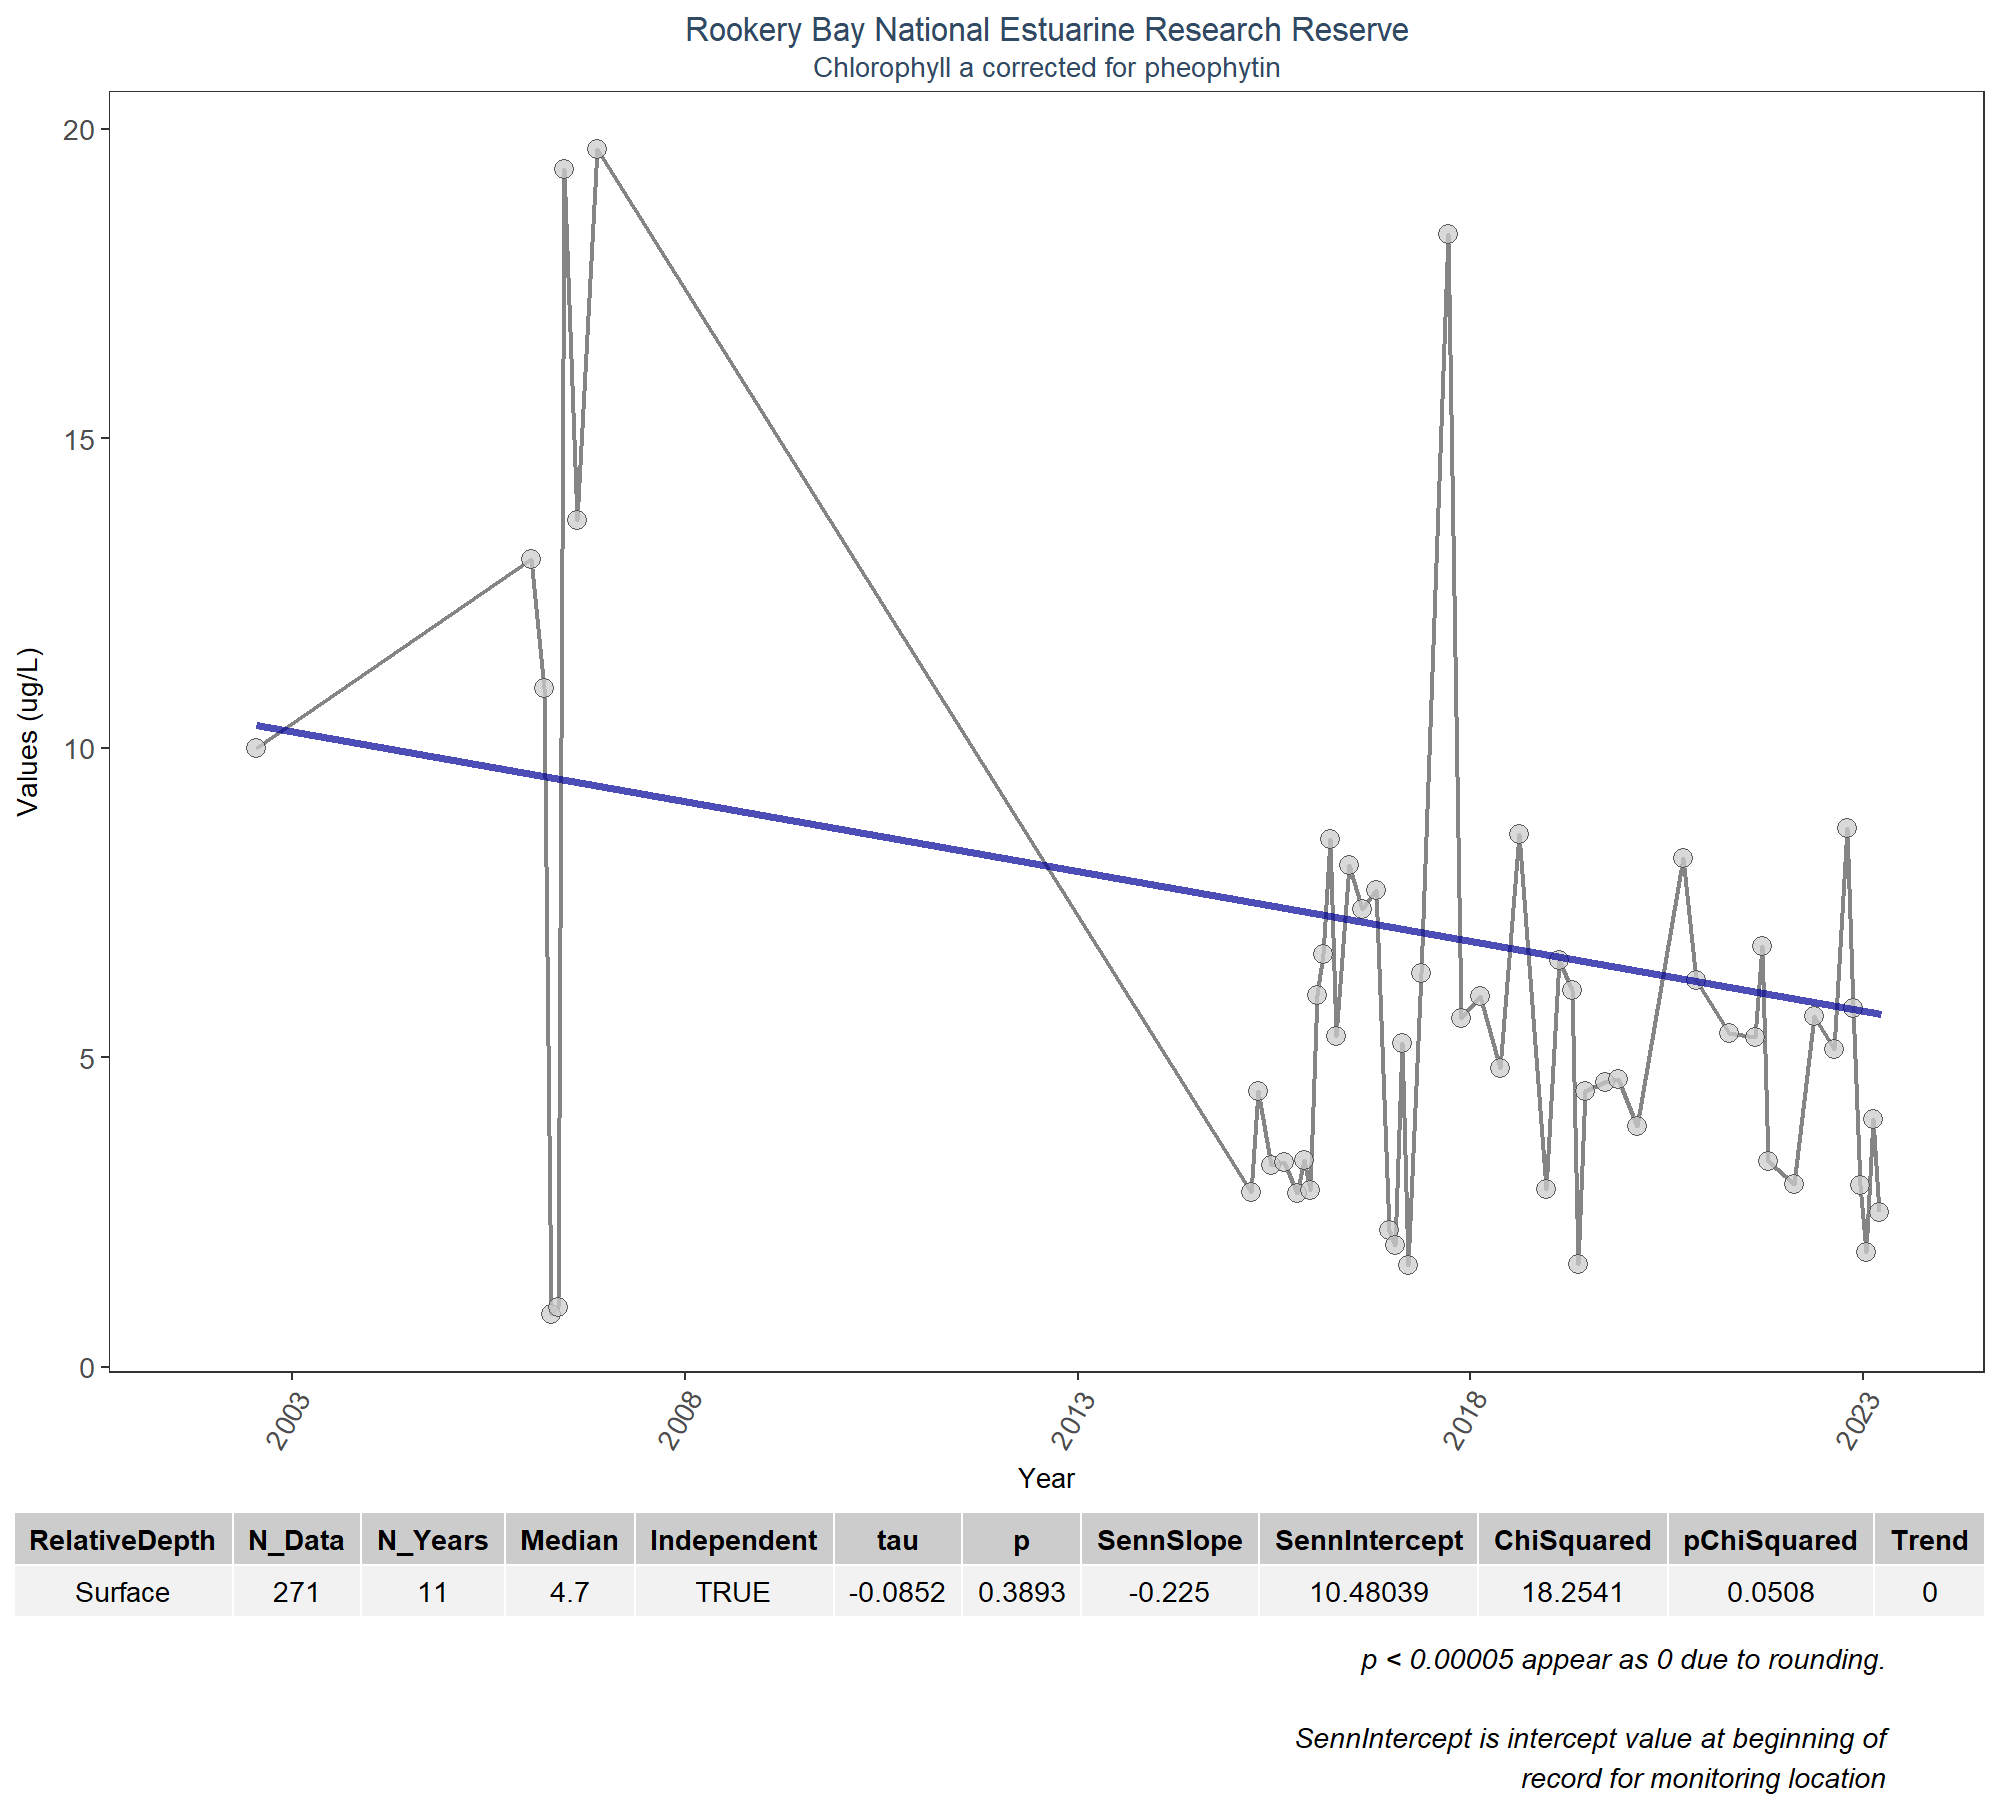 Rookery Bay National Estuarine Research Reserve
Chlorophyll a corrected for pheophytin
Values (ug/L)
20
15
10
5
0
2003 2008 2013 2018 2023
Year
RelativeDepth N_Data N_Years Median Independent tau p SennSlope SennIntercept ChiSquared pChiSquared Trend
Surface 271 11 4.7 TRUE -0.0852 0.3893 -0.225 10.48039 18.2541 0.0508 0
p < 0.00005 appear as 0 due to rounding.
SennIntercept is intercept value at beginning of
record for monitoring location